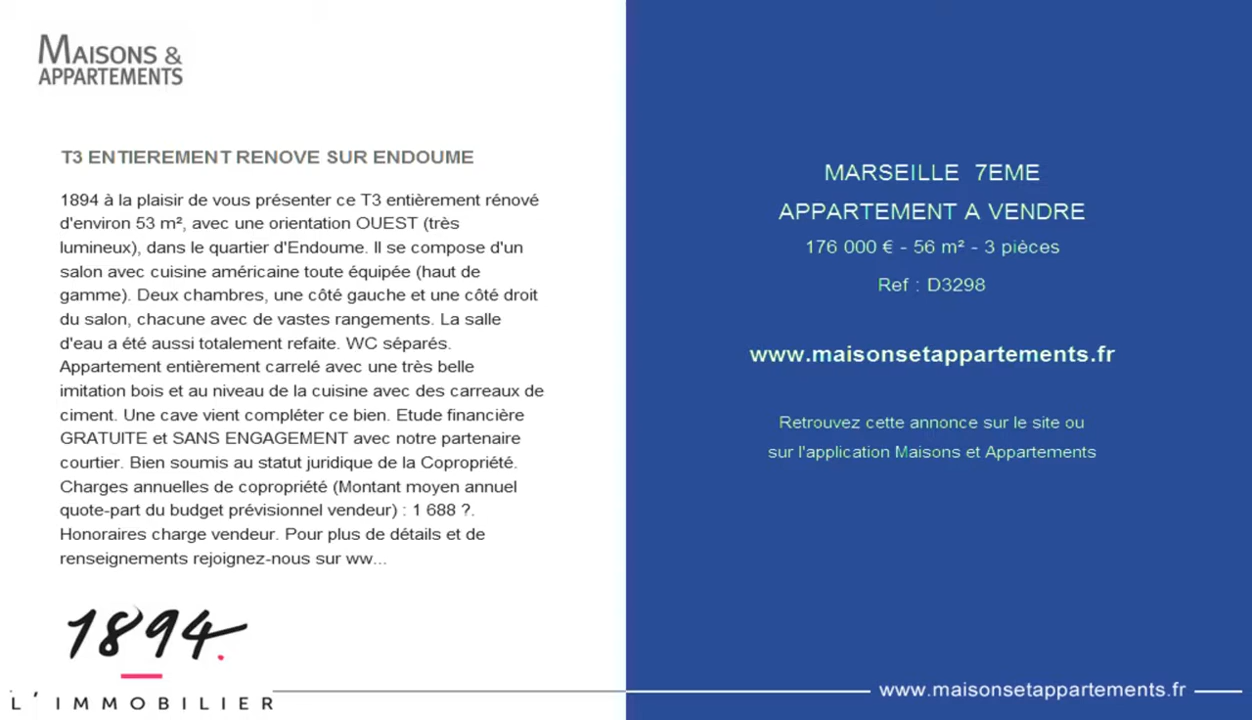 MAISONS &
APPARTEMENTS
T3 ENTIEREMENT RENOVE SUR ENDOUME
1894 à la plaisir de vous présenter ce T3 entièrement rénové
d'environ 53 m², avec une orientation OUEST (très
lumineux), dans le quartier d'Endoume. Il se compose d'un
salon avec cuisine américaine toute équipée (haut de
gamme). Deux chambres, une côté gauche et une côté droit
du salon, chacune avec de vastes rangements. La salle
d'eau a été aussi totalement refaite. WC séparés.
Appartement entièrement carrelé avec une très belle
imitation bois et au niveau de la cuisine avec des carreaux de
ciment. Une cave vient compléter ce bien. Etude financière
GRATUITE et SANS ENGAGEMENT avec notre partenaire
courtier. Bien soumis au statut juridique de la Copropriété.
Charges annuelles de copropriété (Montant moyen annuel
quote-part du budget prévisionnel vendeur) : 1 688 ?.
Honoraires charge vendeur. Pour plus de détails et de
renseignements rejoignez-nous sur ww...
1894.
L'IMMOBILIER
MARSEILLE 7EME
APPARTEMENT A VENDRE
176 000 € - 56 m² - 3 pièces
Ref : D3298
www.maisonsetappartements.fr
Retrouvez cette annonce sur le site ou
sur l'application Maisons et Appartements
www.maisonsetappartements.fr